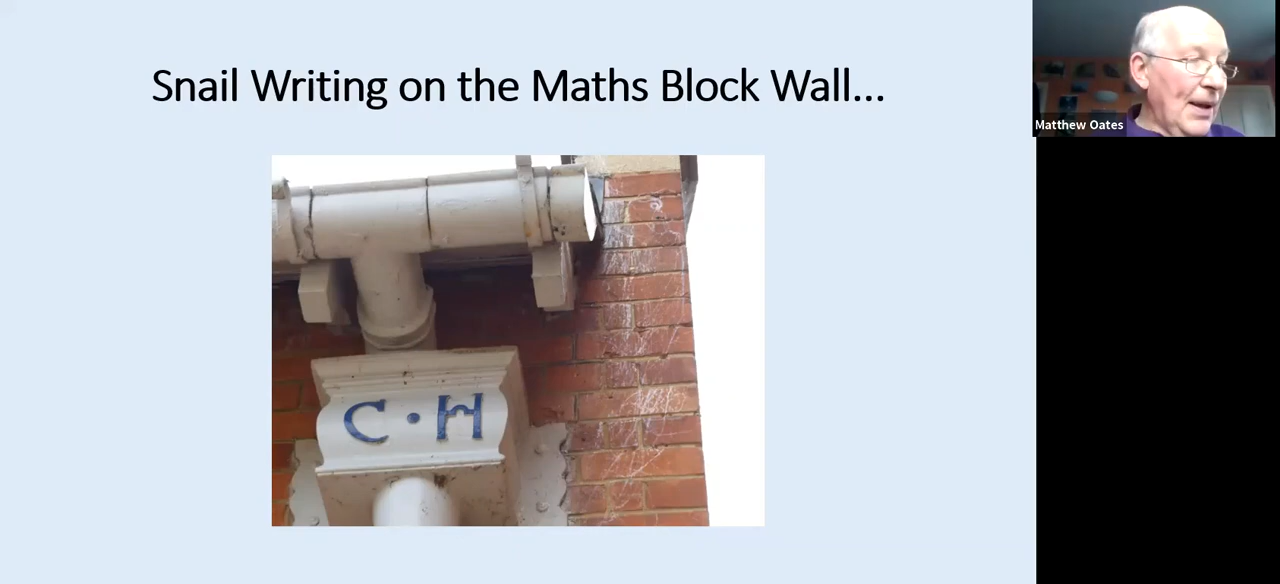 Snail Writing on the Maths Block Wall...
Matthew Oates
C·H